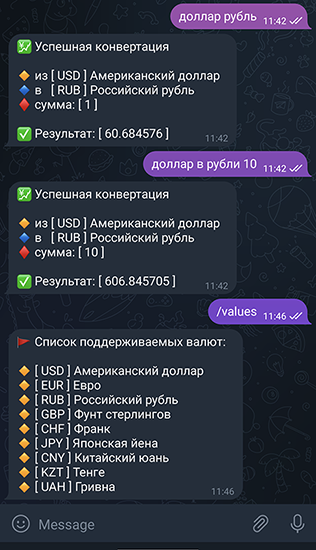 доллар рубль 11:42
Успешная конвертация
из [ USD ] Американский доллар
в [ RUB ] Российский рубль
сумма: [ 1 ]
Результат: [ 60.684576 ]
11:42
доллар в рубли 10 11:42
Успешная конвертация
из [ USD ] Американский доллар
в [ RUB ] Российский рубль
сумма: [ 10 ]
Результат: [ 606.845705 ]
11:42
/values 11:46
Список поддерживаемых валют:
[ USD ] Американский доллар
[ EUR ] Евро
[ RUB ] Российский рубль
[ GBP ] Фунт стерлингов
[ CHF ] Франк
[ JPY ] Японская йена
[ CNY ] Китайский юань
[ KZT ] Тенге
[ UAH ] Гривна
11:46
Message